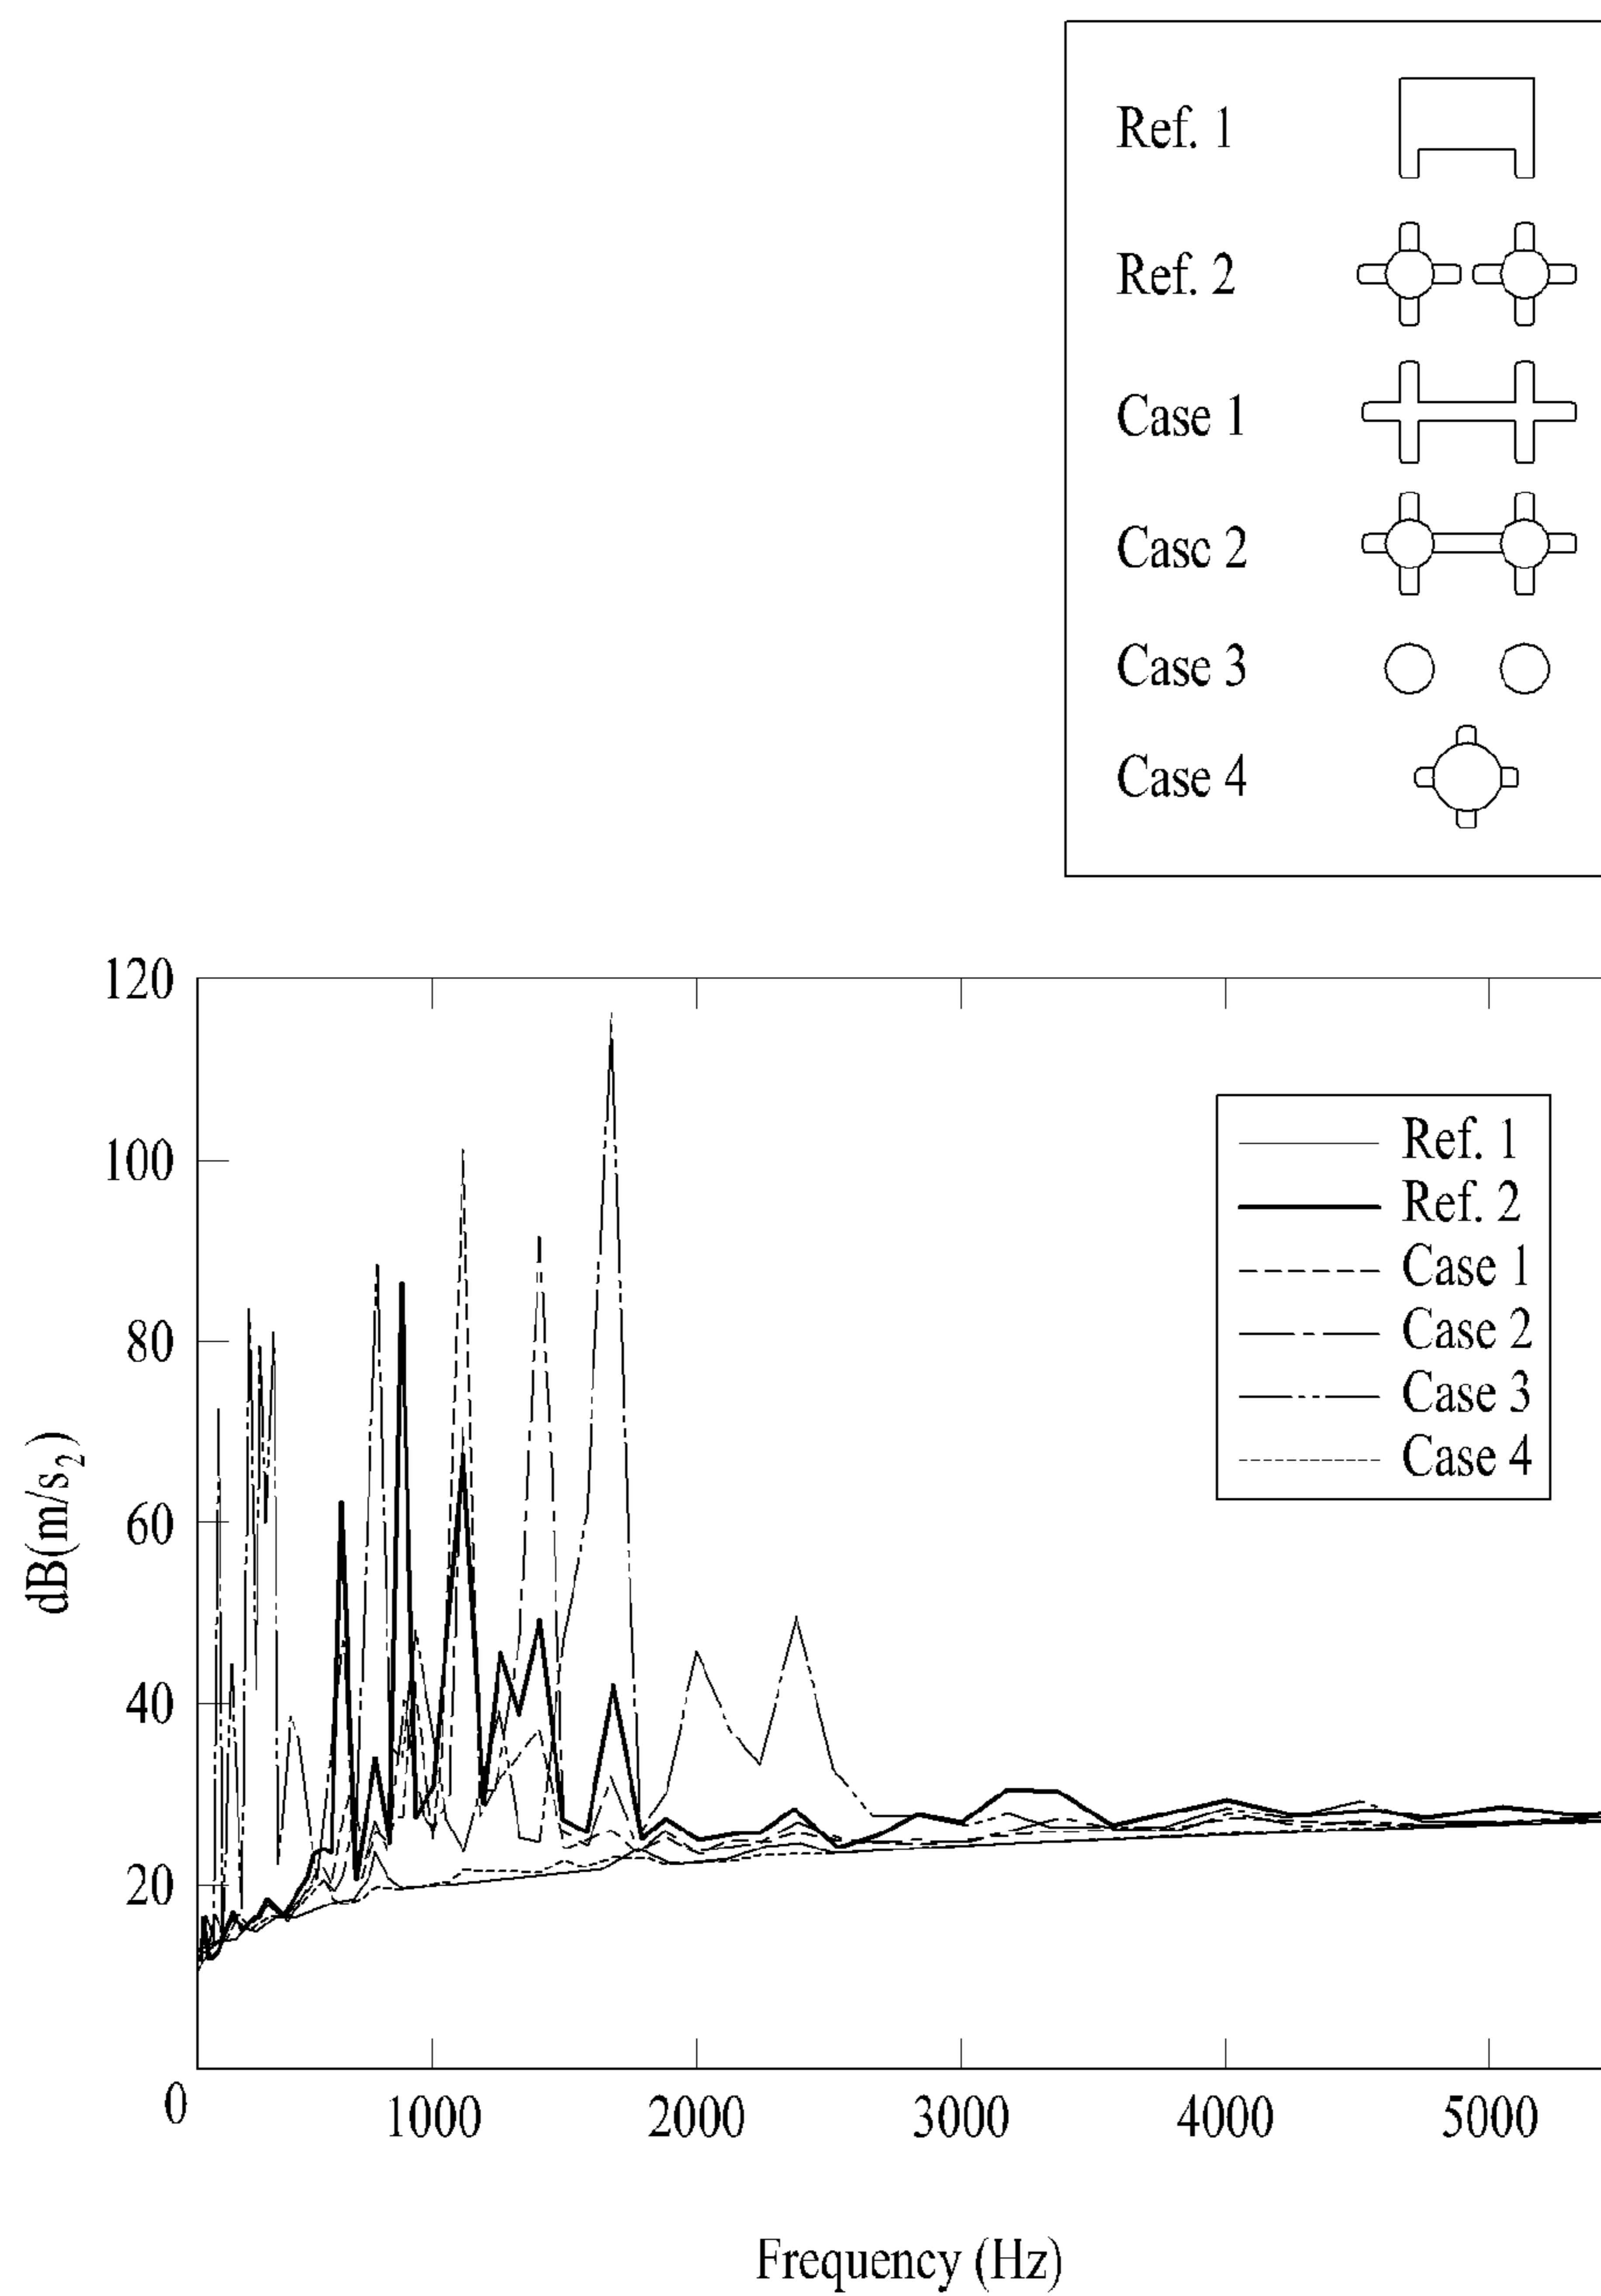 Ref. 1
Ref. 2
Case 1
Casc 2
Case 3
Case 4
120
100
80
60
40
20
0
dB(m/s2)
Ref. 1
Ref. 2
Case 1
Case 2
Case 3
Case 4
1000 2000 3000 4000 5000
Frequency (Hz)